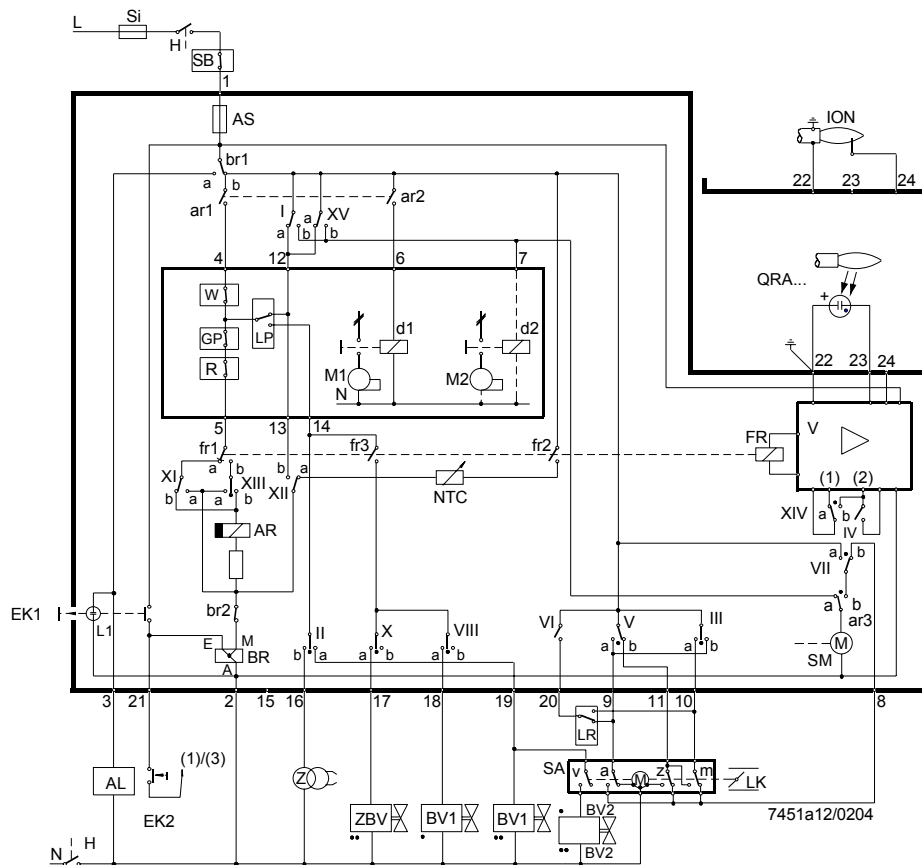 L Si
H
SB
1
AS
ION
br1
22 23 24
a b
ar1 I a XV ar2
a b b
4 12 6 7
QRA...
+
W
LP
d1 d2
GP
22 23 24
R
M1 M2
N
V
5 13 14
FR
fr1 fr3 fr2
a b b a
(1) (2)
XI XIII XII
NTC
b a a b
XIV a b
IV
AR
a b
VII
EK1
L1
br2
VI V III
a b
ar3
E M
II X VIII
BR
b a a b a b a b a b
M
SM
A
3 21 2 15 16 17 18 19 20 9 11 10 8
LR
(1)/(3)
SA v a M z m
LK
AL
Z
EK2
ZBV BV1 BV1 BV2
7451a12/0204
BV2
N H